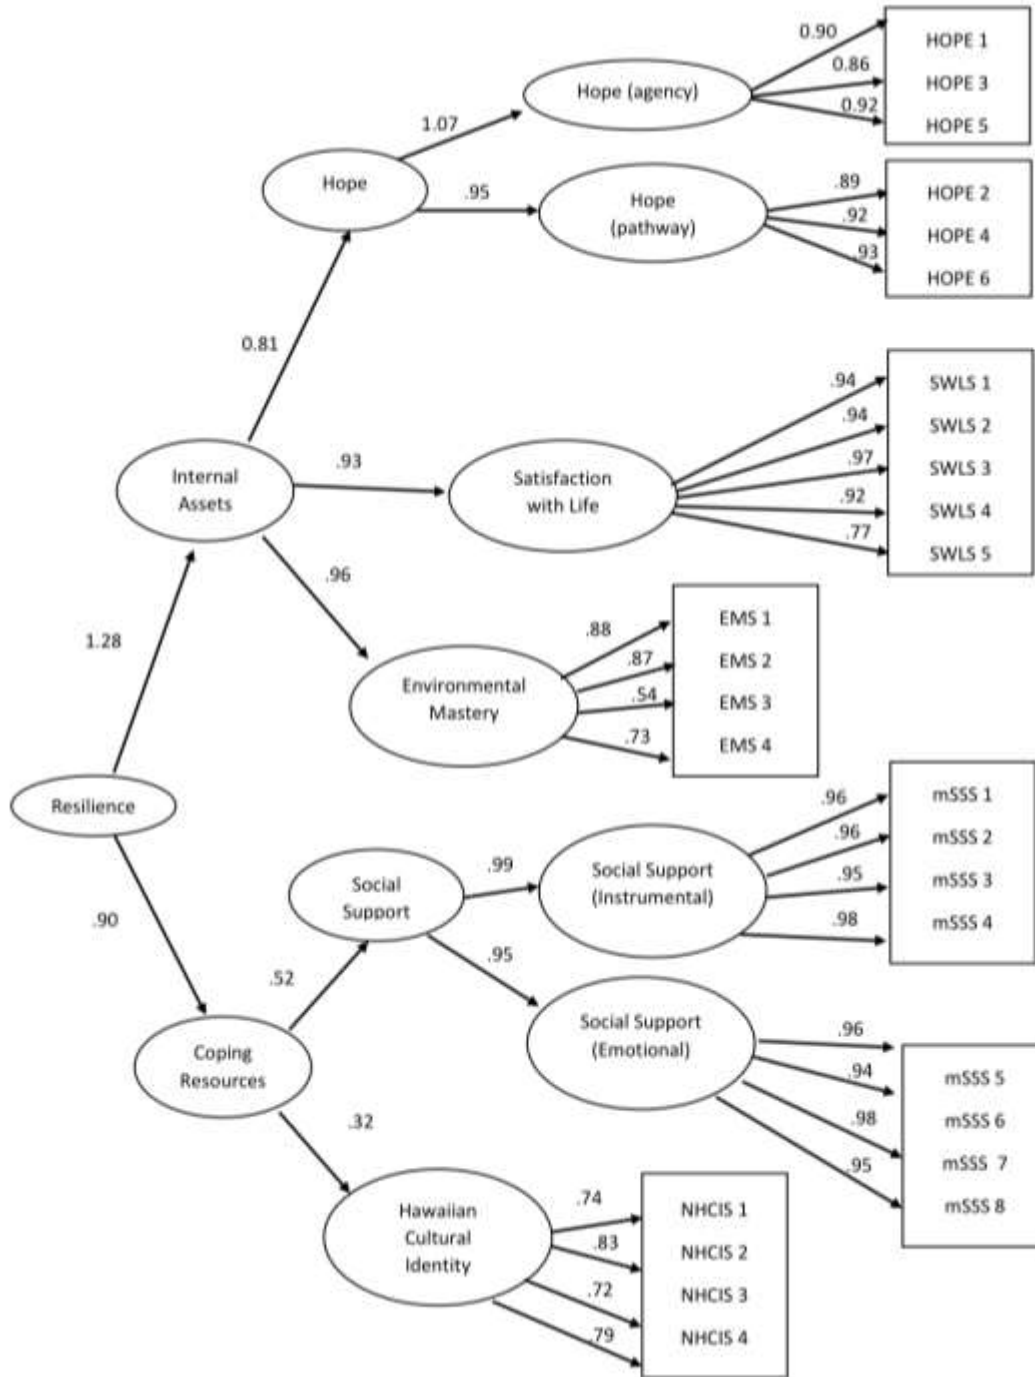 0.90
HOPE 1
0.86
HOPE 3
Hope (agency)
0.92
HOPE 5
1.07
Hope
.95
Hope
(pathway)
.89
HOPE 2
.92
HOPE 4
.93
HOPE 6
0.81
.94
SWLS 1
.94
SWLS 2
.97
SWLS 3
.92
SWLS 4
.77
SWLS 5
Internal
Assets
.93
Satisfaction
with Life
.96
1.28
Environmental
Mastery
.88
EMS 1
.87
EMS 2
.54
EMS 3
.73
EMS 4
Resilience
.90
Social
Support
.99
Social Support
(Instrumental)
.96
mSSS 1
.96
mSSS 2
.95
mSSS 3
.98
mSSS 4
.52
.95
Social Support
(Emotional)
.96
mSSS 5
.94
mSSS 6
.98
mSSS 7
.95
mSSS 8
Coping
Resources
.32
Hawaiian
Cultural
Identity
.74
NHCIS 1
.83
NHCIS 2
.72
NHCIS 3
.79
NHCIS 4